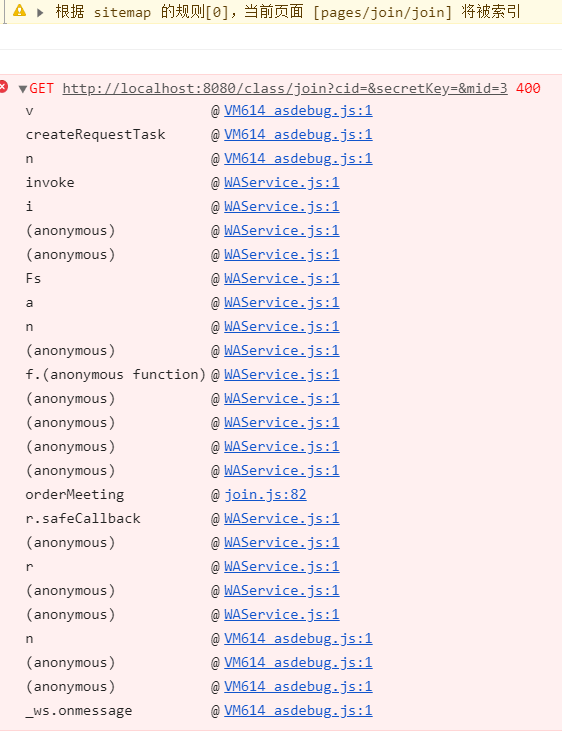 根据 sitemap 的规则[0]，当前页面 [pages/join/join] 将被索引
GET http://localhost:8080/class/join?cid=&secretKey=&mid=3 400
v @ VM614 asdebug.js:1
createRequestTask @ VM614 asdebug.js:1
n @ VM614 asdebug.js:1
invoke @ WAService.js:1
i @ WAService.js:1
(anonymous) @ WAService.js:1
(anonymous) @ WAService.js:1
Fs @ WAService.js:1
a @ WAService.js:1
n @ WAService.js:1
(anonymous) @ WAService.js:1
f.(anonymous function) @ WAService.js:1
(anonymous) @ WAService.js:1
(anonymous) @ WAService.js:1
(anonymous) @ WAService.js:1
(anonymous) @ WAService.js:1
orderMeeting @ join.js:82
r.safeCallback @ WAService.js:1
(anonymous) @ WAService.js:1
r @ WAService.js:1
(anonymous) @ WAService.js:1
(anonymous) @ WAService.js:1
n @ VM614 asdebug.js:1
(anonymous) @ VM614 asdebug.js:1
(anonymous) @ VM614 asdebug.js:1
_ws.onmessage @ VM614 asdebug.js:1